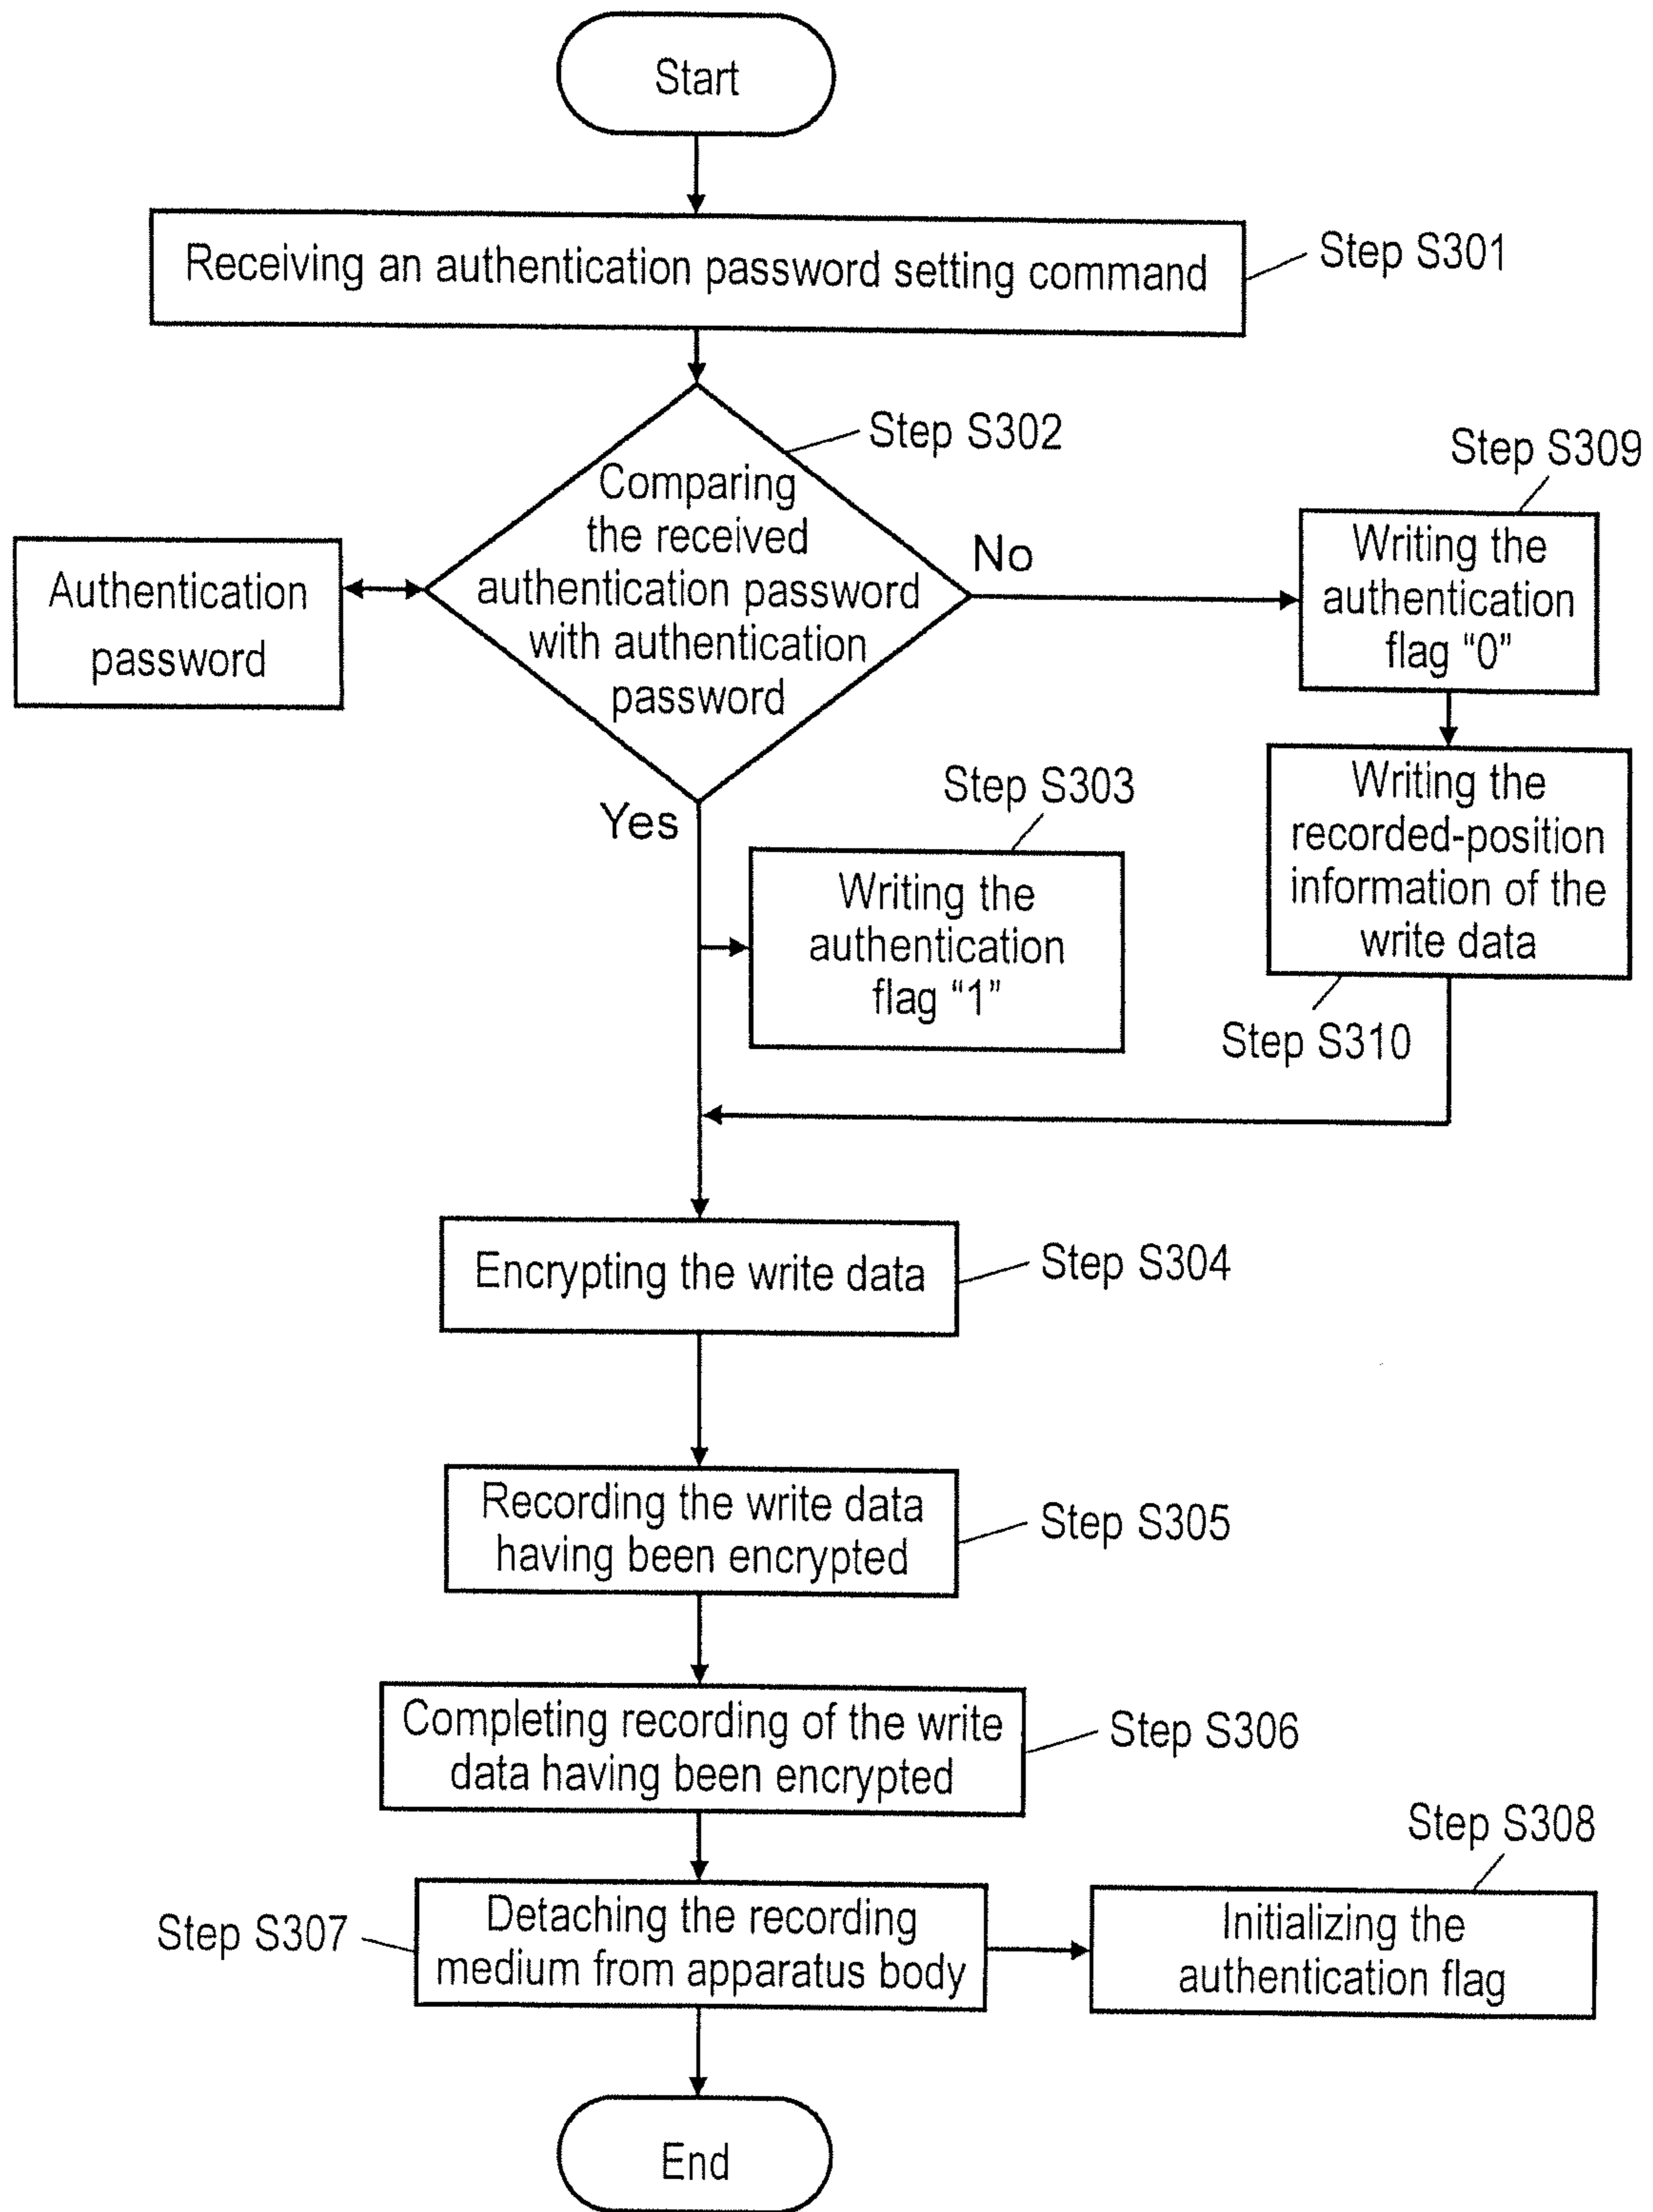 Start
Receiving an authentication password setting command
Step S301
Step S302
Comparing
the received
authentication password
with authentication
password
Authentication
password
No
Step S309
Writing the
authentication
flag “0”
Writing the
recorded-position
information of the
write data
Step S310
Yes
Step S303
Writing the
authentication
flag “1”
Encrypting the write data
Step S304
Recording the write data
having been encrypted
Step S305
Completing recording of the write
data having been encrypted
Step S306
Step S307
Detaching the recording
medium from apparatus body
Step S308
Initializing the
authentication flag
End